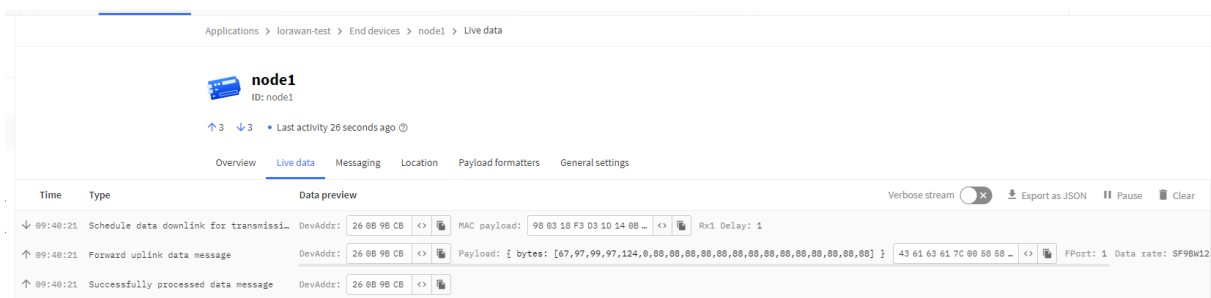 Applications > lorawan-test > End devices > node1 > Live data
node1
ID: node1
↑ 3 ↓ 3 • Last activity 26 seconds ago
Overview Live data Messaging Location Payload formatters General settings
Time Type Data preview Verbose stream Export as JSON Pause Clear
↓ 09:40:21 Schedule data downlink for transmissi… DevAddr: 26 0B 9B CB <> MAC payload: 98 03 18 F3 D3 1D 14 0B … <> Rx1 Delay: 1
↑ 09:40:21 Forward uplink data message DevAddr: 26 0B 9B CB <> Payload: { bytes: [67,97,99,97,124,0,88,88,88,88,88,88,88,88,88,88,88,88,88,88] } 43 61 63 61 7C 00 58 58 … <> FPort: 1 Data rate: SF9BW12
↑ 09:40:21 Successfully processed data message DevAddr: 26 0B 9B CB <>